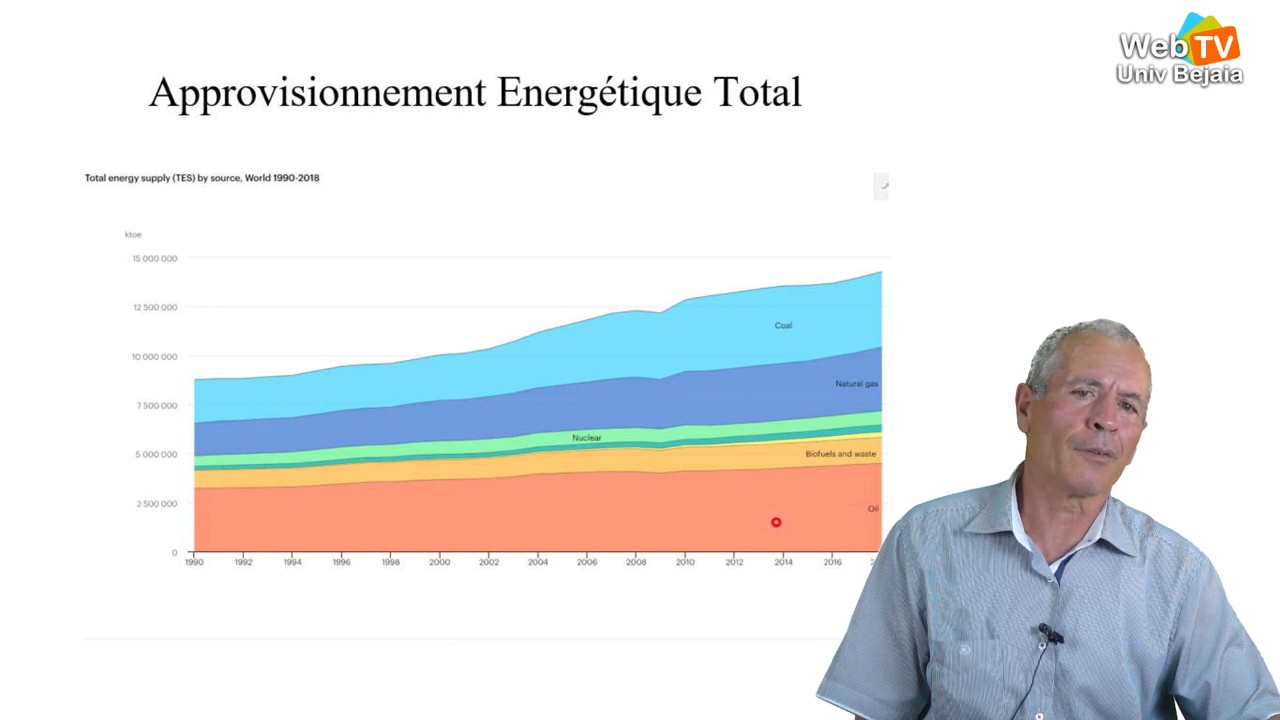 WebTV
Univ Bejaia
Approvisionnement Energétique Total
Total energy supply (TES) by source, World 1990-2018
ktoe
15 000 000
12 500 000
10 000 000
7 500 000
5 000 000
2 500 000
0
Coal
Natural gas
Nuclear
Biofuels and waste
Oil
1990 1992 1994 1996 1998 2000 2002 2004 2006 2008 2010 2012 2014 2016